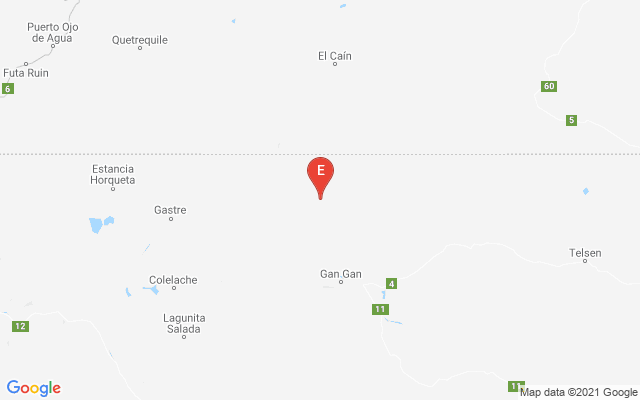 Puerto Ojo
de Agua
Quetrequile
El Caín
Futa Ruin
6
60
5
E
Estancia
Horqueta
Gastre
Telsen
Gan Gan
Colelache
4
11
Lagunita
Salada
12
11
Google
Map data ©2021 Google